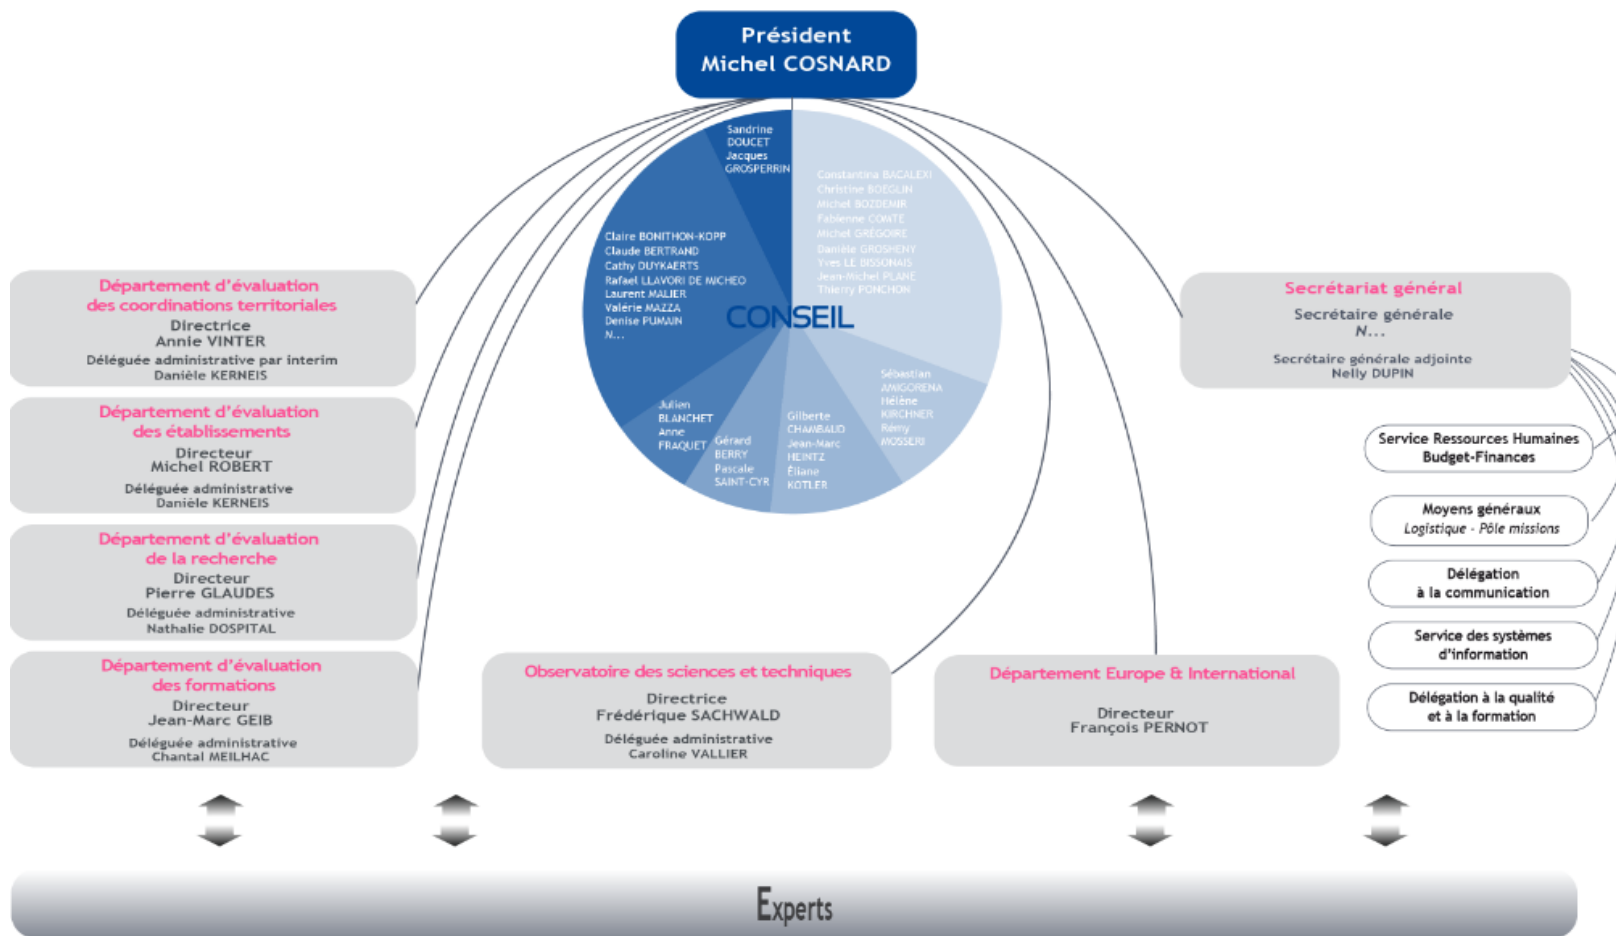 Président
Michel COSNARD
Sandrine
DOUCET
Jacques
GROSPERRIN
Constantina BACALEXI
Christine BOEGLIN
Michel BOZDEMIR
Fabienne COMTE
Michel GRÉGOIRE
Danièle GROSHENY
Yves LE BISSONAIS
Jean-Michel PLANE
Thierry PONCHON
Claire BONITHON-KOPP
Claude BERTRAND
Cathy DUYKAERTS
Rafael LLAVORI DE MICHEO
Laurent MALIER
Valérie MAZZA
Denise PUMAIN
N...
CONSEIL
Sébastian
AMIGORENA
Hélène
KIRCHNER
Rémy
MOSSERI
Gilberte
CHAMBAUD
Jean-Marc
HEINTZ
Éliane
KOTLER
Gérard
BERRY
Pascale
SAINT-CYR
Julien
BLANCHET
Anne
FRAQUET
Département d'évaluation
des coordinations territoriales
Directrice
Annie VINTER
Déléguée administrative par interim
Danièle KERNEIS
Département d'évaluation
des établissements
Directeur
Michel ROBERT
Déléguée administrative
Danièle KERNEIS
Département d'évaluation
de la recherche
Directeur
Pierre GLAUDES
Déléguée administrative
Nathalie DOSPITAL
Département d'évaluation
des formations
Directeur
Jean-Marc GEIB
Déléguée administrative
Chantal MEILHAC
Observatoire des sciences et techniques
Directrice
Frédérique SACHWALD
Déléguée administrative
Caroline VALLIER
Département Europe & International
Directeur
François PERNOT
Secrétariat général
Secrétaire générale
N...
Secrétaire générale adjointe
Nelly DUPIN
Service Ressources Humaines
Budget-Finances
Moyens généraux
Logistique - Pôle missions
Délégation
à la communication
Service des systèmes
d'information
Délégation à la qualité
et à la formation
Experts